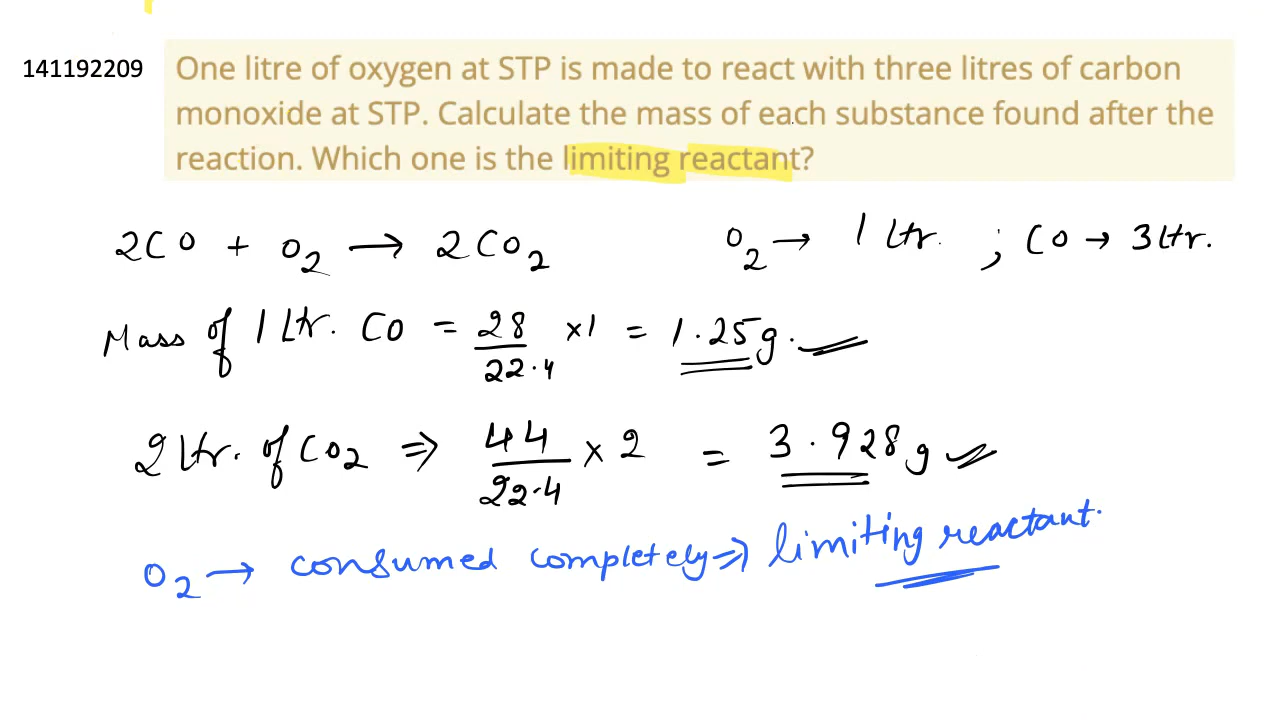 141192209
One litre of oxygen at STP is made to react with three litres of carbon
monoxide at STP. Calculate the mass of each substance found after the
reaction. Which one is the limiting reactant?
2CO + O2 → 2CO2 O2 → 1 Ltr. ; CO → 3 Ltr.
Mass of 1 Ltr. CO = 28/22.4 × 1 = 1.25g.
2 Ltr. of CO2 ⇒ 44/22.4 × 2 = 3.928g
O2 → consumed completely ⇒ limiting reactant.